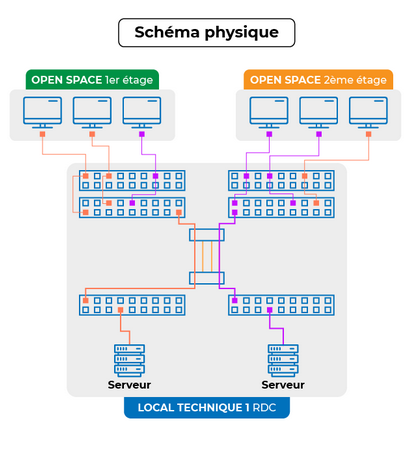 Schéma physique
OPEN SPACE 1er étage
OPEN SPACE 2ème étage
Serveur
Serveur
LOCAL TECHNIQUE 1 RDC